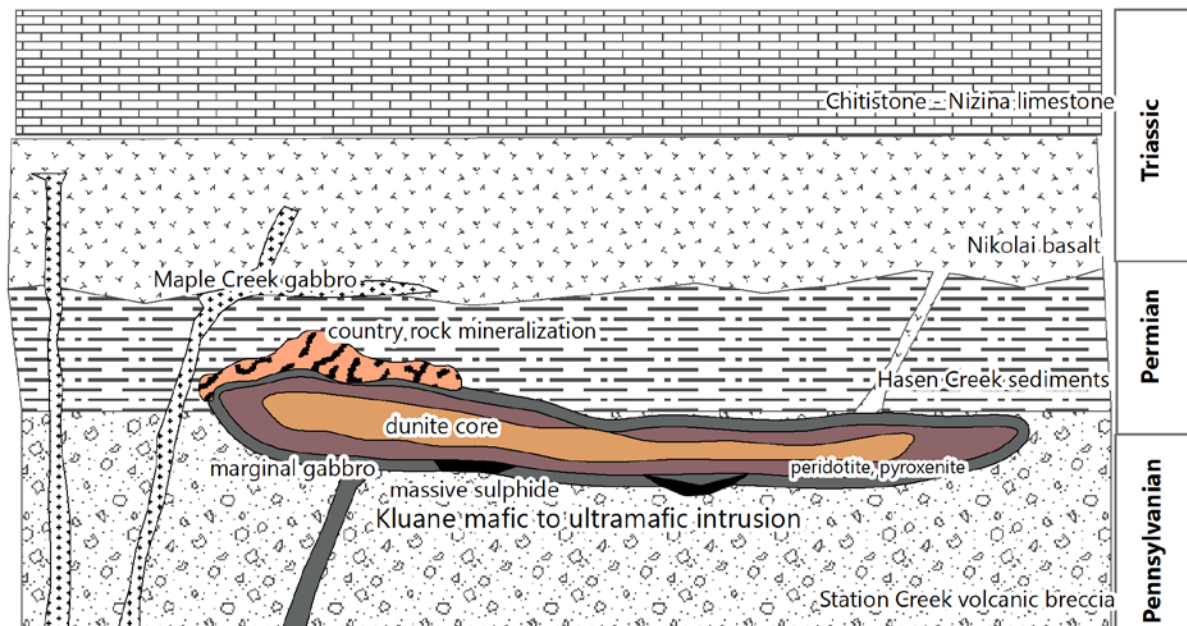 Chitistone - Nizina limestone
Triassic
Nikolai basalt
Maple Creek gabbro
country rock mineralization
Permian
Hasen Creek sediments
dunite core
marginal gabbro
peridotite, pyroxenite
massive sulphide
Kluane mafic to ultramafic intrusion
Pennsylvanian
Station Creek volcanic breccia